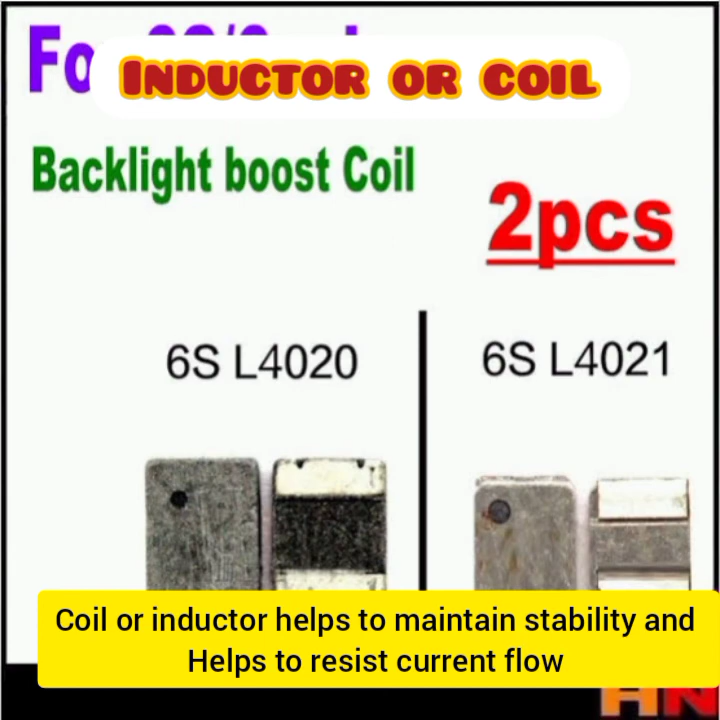 INDUCTOR OR COIL
Backlight boost Coil
2pcs
6S L4020
6S L4021
Coil or inductor helps to maintain stability and
Helps to resist current flow
HN